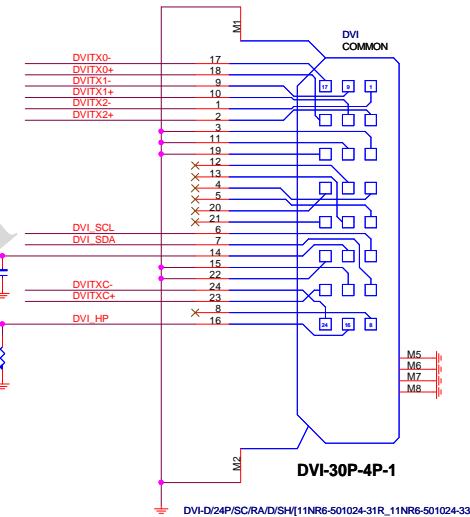 M1
DVI
COMMON
DVITX0- 17
DVITX0+ 18
DVITX1- 9
DVITX1+ 10
DVITX2- 1
DVITX2+ 2
3
11
19
12
13
4
5
20
21
DVI_SCL 6
DVI_SDA 7
14
15
22
DVITXC- 24
DVITXC+ 23
8
DVI_HP 16
17 9 1
24 16 8
M5
M6
M7
M8
M2
DVI-30P-4P-1
DVI-D/24P/SC/RA/D/SH/[11NR6-501024-31R_11NR6-501024-33